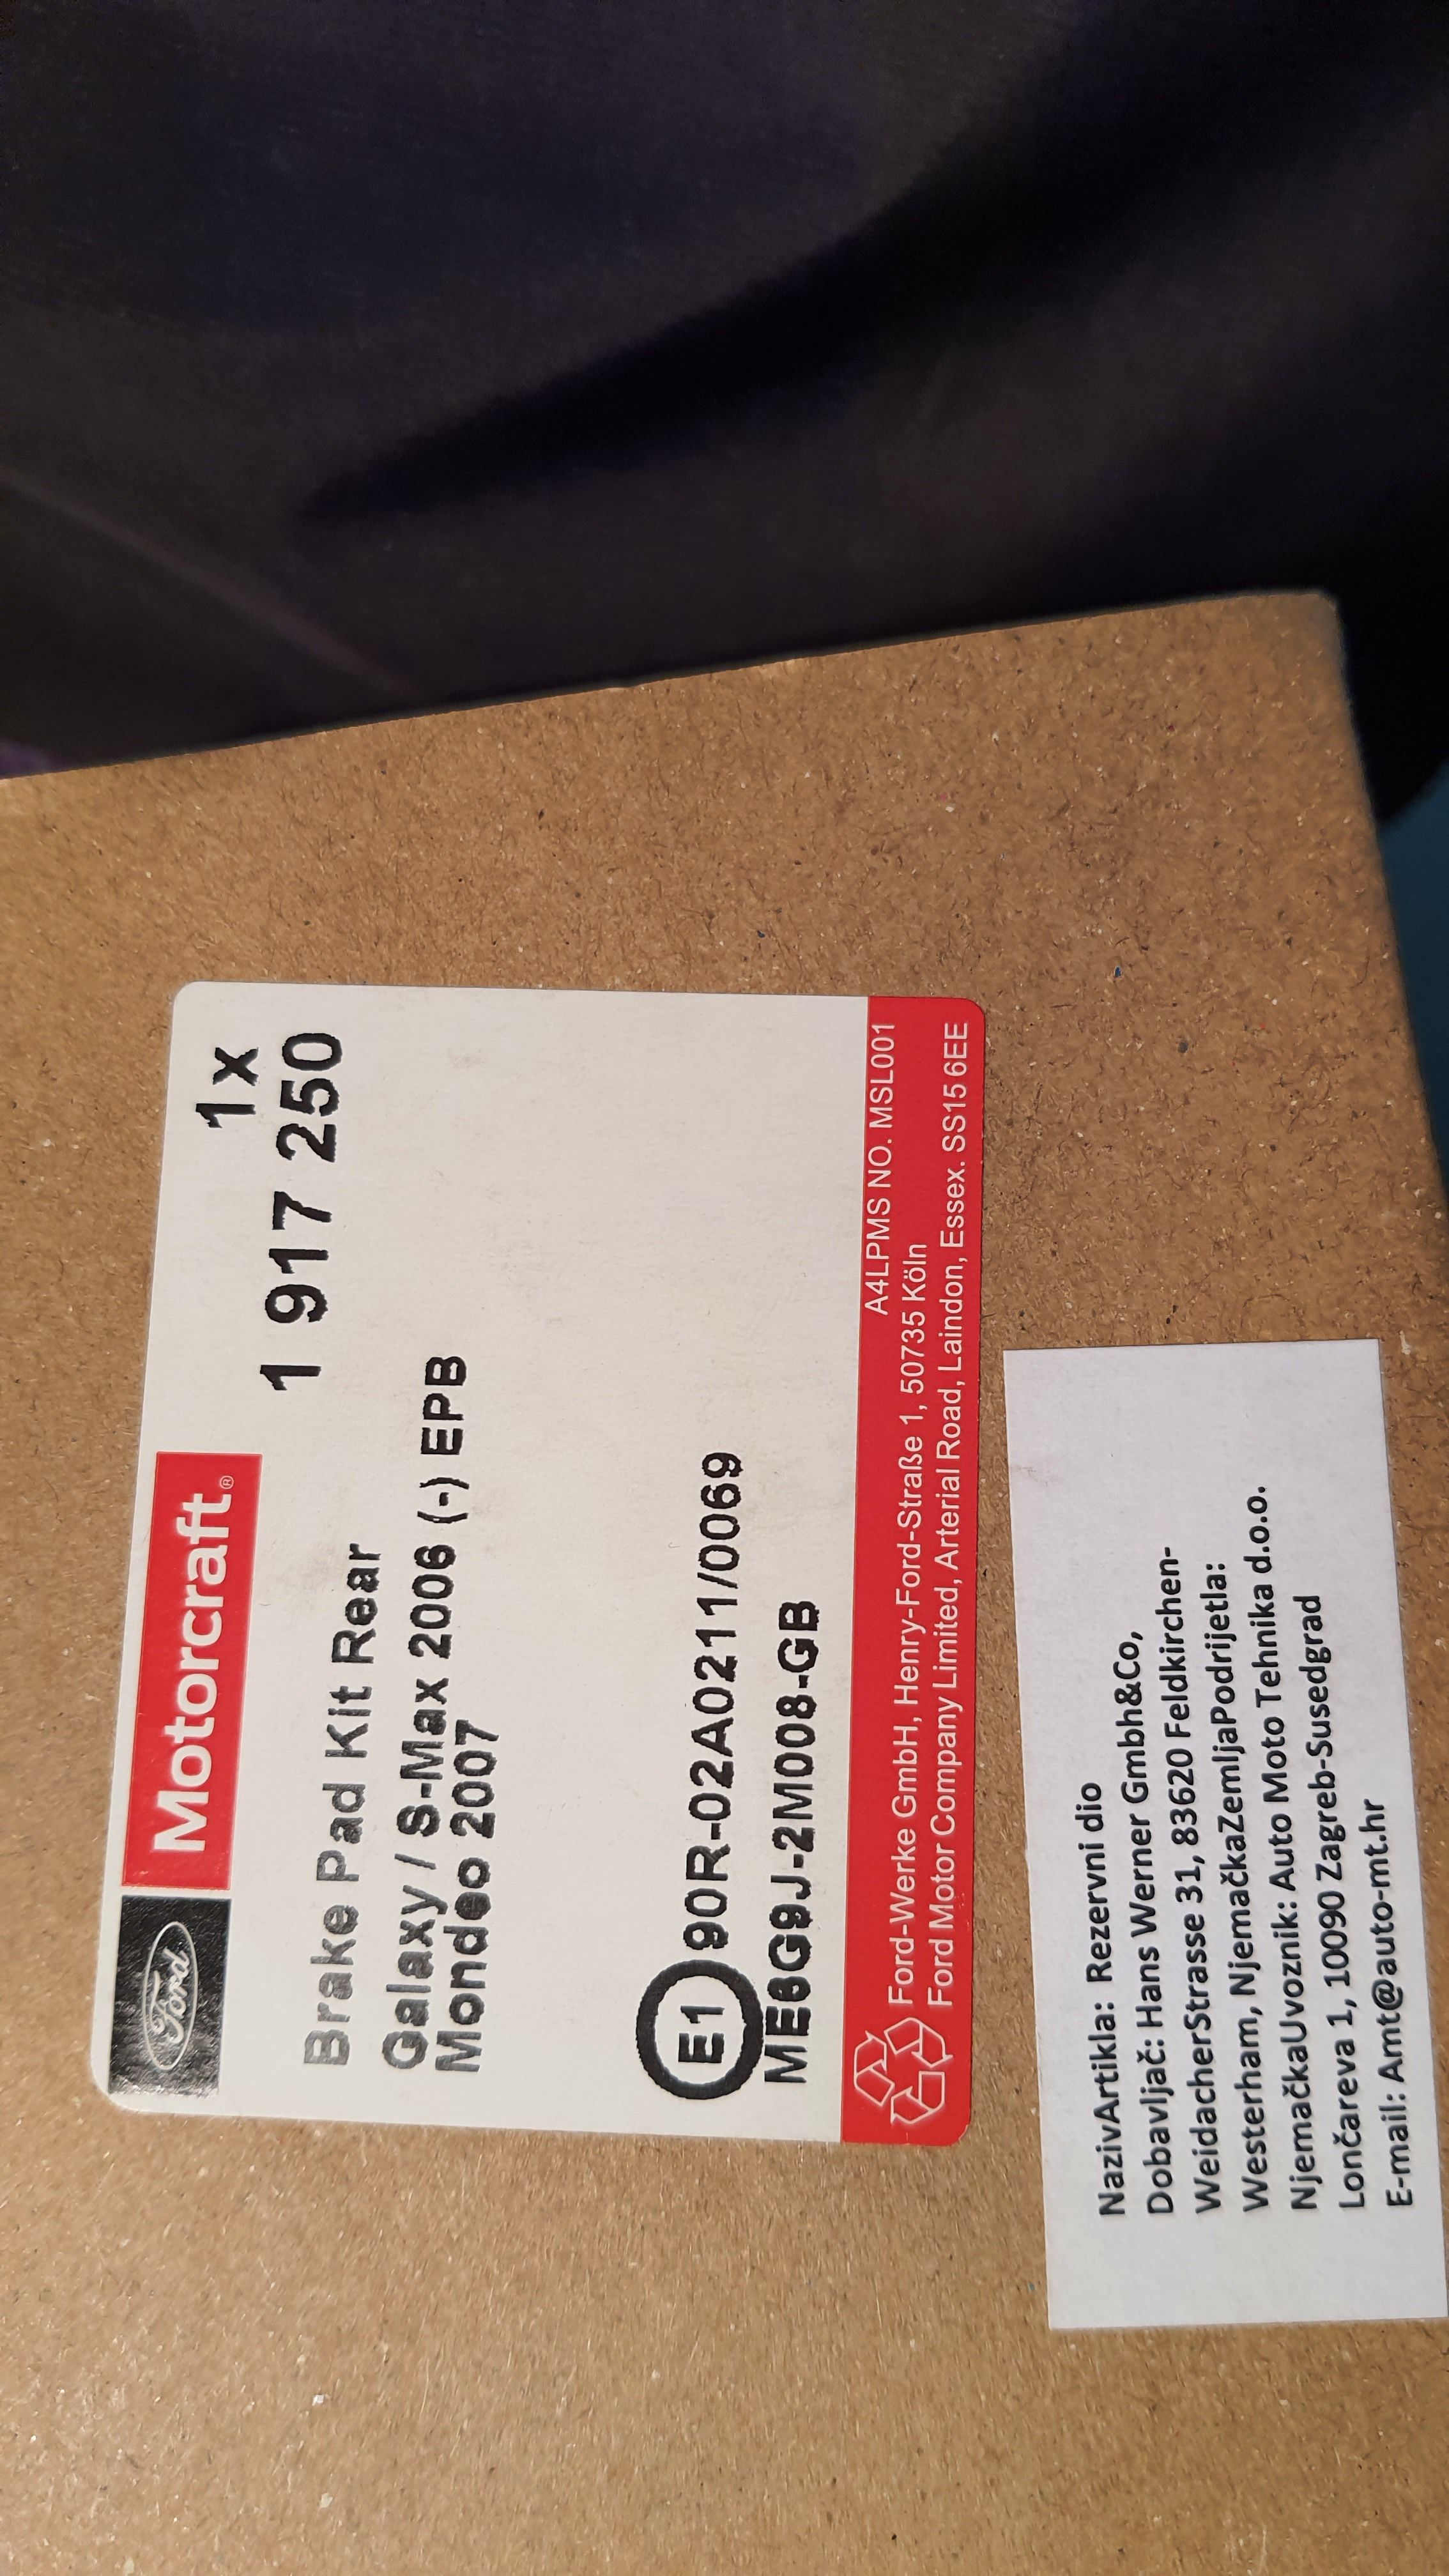 Ford Motorcraft®
1x
1 917 250
Brake Pad Kit Rear
Galaxy / S-Max 2006 (-) EPB
Mondeo 2007
E1 90R-02A0211/0069
ME8G9J-2M008-GB
A4LPMS NO. MSL001
Ford-Werke GmbH, Henry-Ford-Straße 1, 50735 Köln
Ford Motor Company Limited, Arterial Road, Laindon, Essex. SS15 6EE
NazivArtikla: Rezervni dio
Dobavljač: Hans Werner Gmbh&Co,
WeidacherStrasse 31, 83620 Feldkirchen-
Westerham, NjemačkaZemljaPodrijetla:
NjemačkaUvoznik: Auto Moto Tehnika d.o.o.
Lončareva 1, 10090 Zagreb-Susedgrad
E-mail: Amt@auto-mt.hr